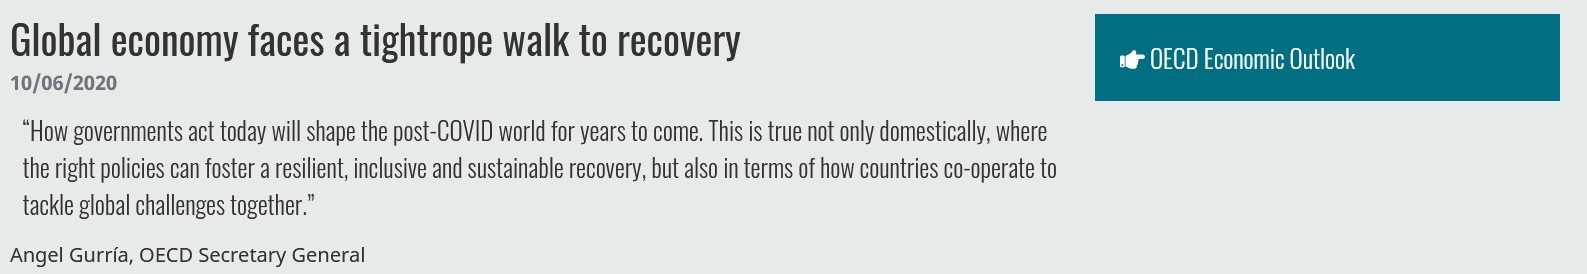 Global economy faces a tightrope walk to recovery
10/06/2020
“How governments act today will shape the post-COVID world for years to come. This is true not only domestically, where
the right policies can foster a resilient, inclusive and sustainable recovery, but also in terms of how countries co-operate to
tackle global challenges together.”
Angel Gurría, OECD Secretary General
OECD Economic Outlook